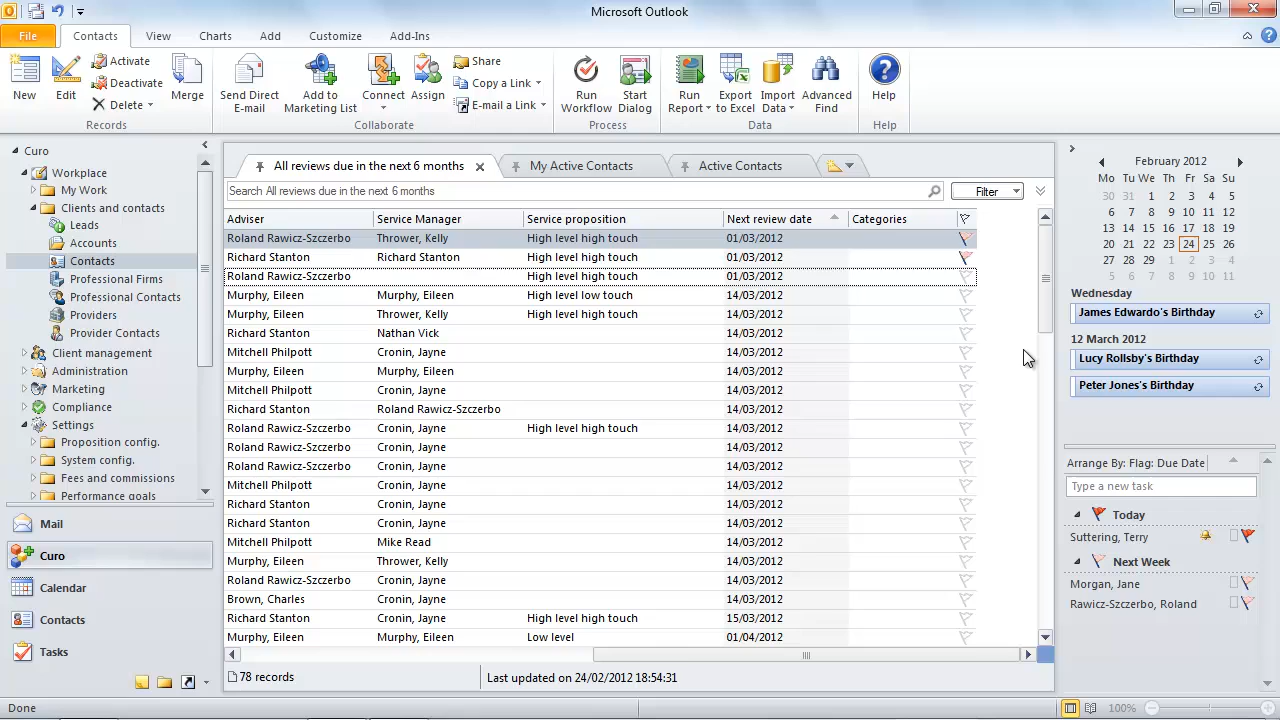 Microsoft Outlook
File Contacts View Charts Add Customize Add-Ins
New Edit Activate Deactivate Delete Merge
Records
Send Direct E-mail Add to Marketing List Connect Assign Share Copy a Link E-mail a Link
Collaborate
Run Workflow Start Dialog
Process
Run Report Export to Excel Import Data Advanced Find
Data
Help
Help
Curo
Workplace
My Work
Clients and contacts
Leads
Accounts
Contacts
Professional Firms
Professional Contacts
Providers
Provider Contacts
Client management
Administration
Marketing
Compliance
Settings
Proposition config.
System config.
Fees and commissions
Performance goals
Mail
Curo
Calendar
Contacts
Tasks
All reviews due in the next 6 months My Active Contacts Active Contacts
Search All reviews due in the next 6 months Filter
Adviser Service Manager Service proposition Next review date Categories
Roland Rawicz-Szczerbo Thrower, Kelly High level high touch 01/03/2012
Richard Stanton Richard Stanton High level high touch 01/03/2012
Roland Rawicz-Szczerbo High level high touch 01/03/2012
Murphy, Eileen Murphy, Eileen High level low touch 14/03/2012
Murphy, Eileen Thrower, Kelly High level high touch 14/03/2012
Richard Stanton Nathan Vick 14/03/2012
Mitchell Philpott Cronin, Jayne 14/03/2012
Murphy, Eileen Murphy, Eileen 14/03/2012
Mitchell Philpott Cronin, Jayne 14/03/2012
Richard Stanton Roland Rawicz-Szczerbo 14/03/2012
Roland Rawicz-Szczerbo Cronin, Jayne High level high touch 14/03/2012
Roland Rawicz-Szczerbo Cronin, Jayne 14/03/2012
Roland Rawicz-Szczerbo Cronin, Jayne 14/03/2012
Mitchell Philpott Cronin, Jayne 14/03/2012
Richard Stanton Cronin, Jayne 14/03/2012
Richard Stanton Cronin, Jayne 14/03/2012
Mitchell Philpott Mike Read 14/03/2012
Murphy, Eileen Thrower, Kelly 14/03/2012
Roland Rawicz-Szczerbo Cronin, Jayne 14/03/2012
Brown, Charles Cronin, Jayne 14/03/2012
Richard Stanton Cronin, Jayne High level high touch 15/03/2012
Murphy, Eileen Murphy, Eileen Low level 01/04/2012
78 records Last updated on 24/02/2012 18:54:31
February 2012
Mo Tu We Th Fr Sa Su
30 31 1 2 3 4 5
6 7 8 9 10 11 12
13 14 15 16 17 18 19
20 21 22 23 24 25 26
27 28 29 1 2 3 4
5 6 7 8 9 10 11
Wednesday
James Edwardo's Birthday
12 March 2012
Lucy Rollsby's Birthday
Peter Jones's Birthday
Arrange By: Flag: Due Date
Type a new task
Today
Suttering, Terry
Next Week
Morgan, Jane
Rawicz-Szczerbo, Roland
Done 100%